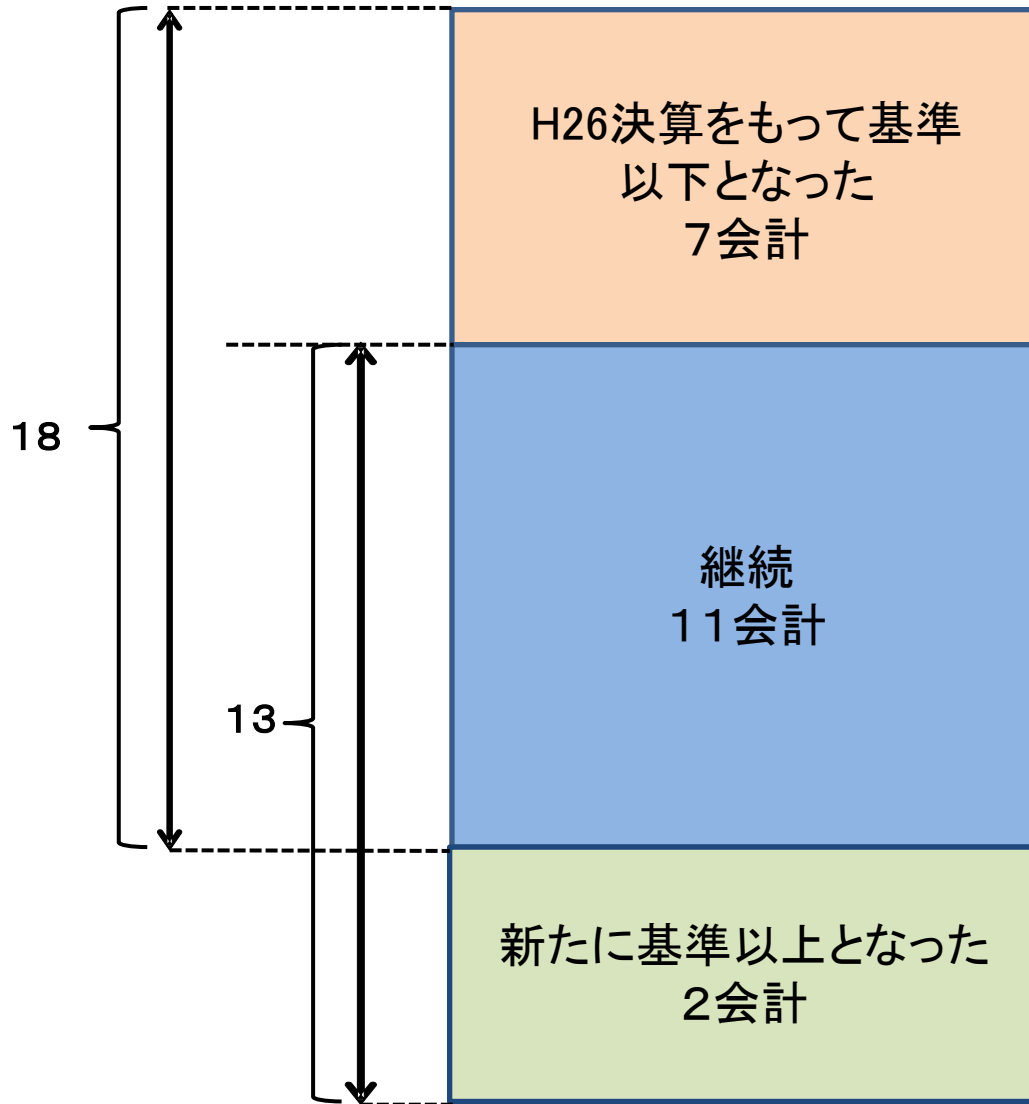 H26決算をもって基準
以下となった
７会計
18
継続
１１会計
13
新たに基準以上となった
２会計